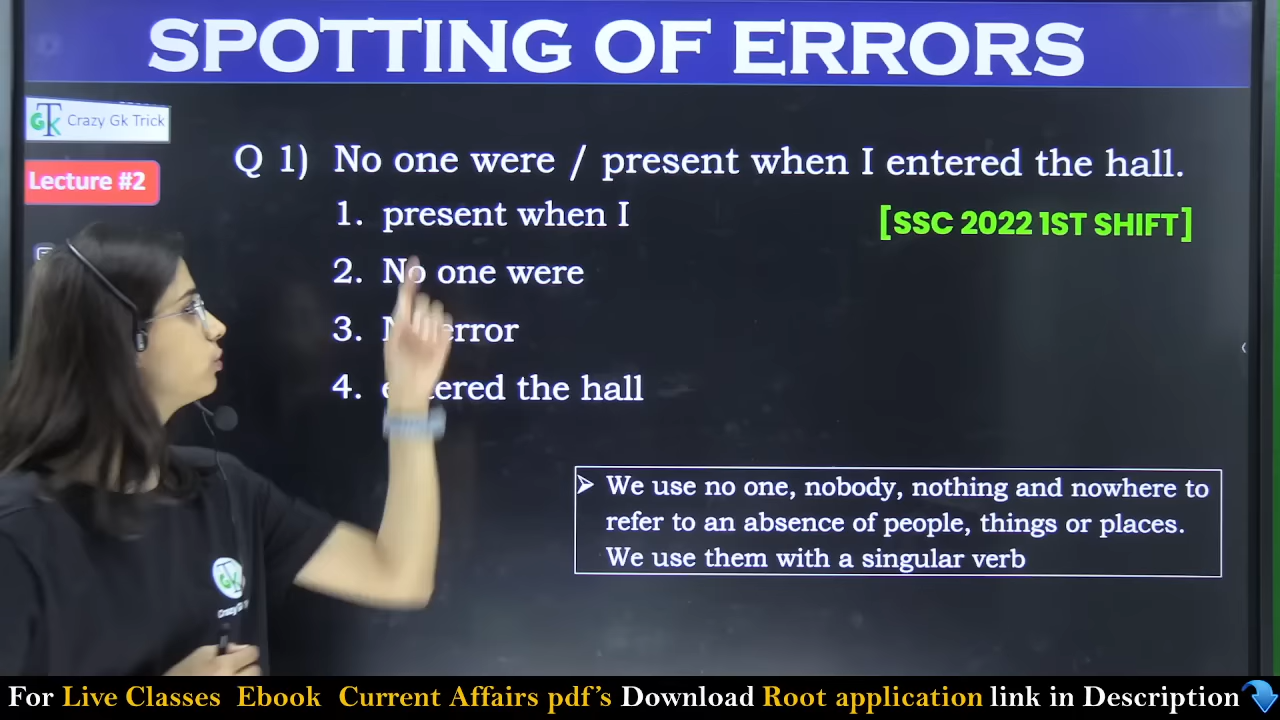 SPOTTING OF ERRORS
Crazy Gk Trick
Lecture #2
Q 1) No one were / present when I entered the hall.
1. present when I
[SSC 2022 1ST SHIFT]
2. No one were
3. error
4. the hall
➢ We use no one, nobody, nothing and nowhere to
refer to an absence of people, things or places.
We use them with a singular verb
For Live Classes Ebook Current Affairs pdf's Download Root application link in Description